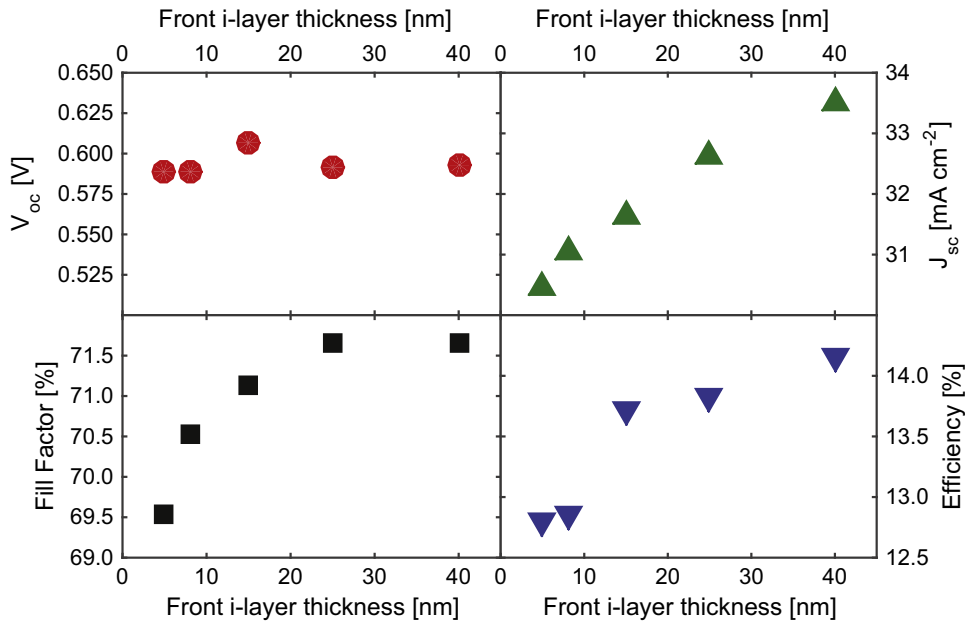 Front i-layer thickness [nm]
Front i-layer thickness [nm]
0 10 20 30 40
0 10 20 30 40
0.650
0.625
0.600
0.575
0.550
0.525
V_oc [V]
34
33
32
31
J_sc [mA cm^-2]
71.5
71.0
70.5
70.0
69.5
69.0
Fill Factor [%]
14.0
13.5
13.0
12.5
Efficiency [%]
0 10 20 30 40
0 10 20 30 40
Front i-layer thickness [nm]
Front i-layer thickness [nm]